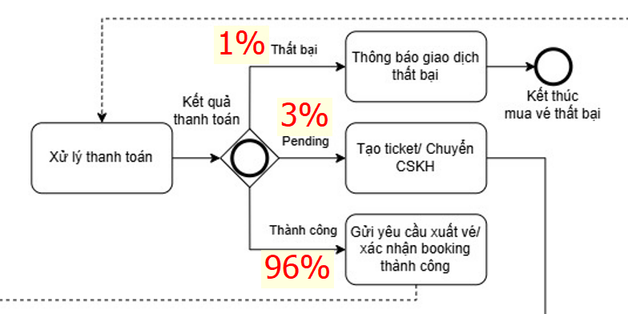 1% Thất bại
Thông báo giao dịch
thất bại
Kết thúc
mua vé thất bại
Kết quả
thanh toán
3%
Pending
Xử lý thanh toán
Tạo ticket/ Chuyển
CSKH
Thành công
96%
Gửi yêu cầu xuất vé/
xác nhận booking
thành công